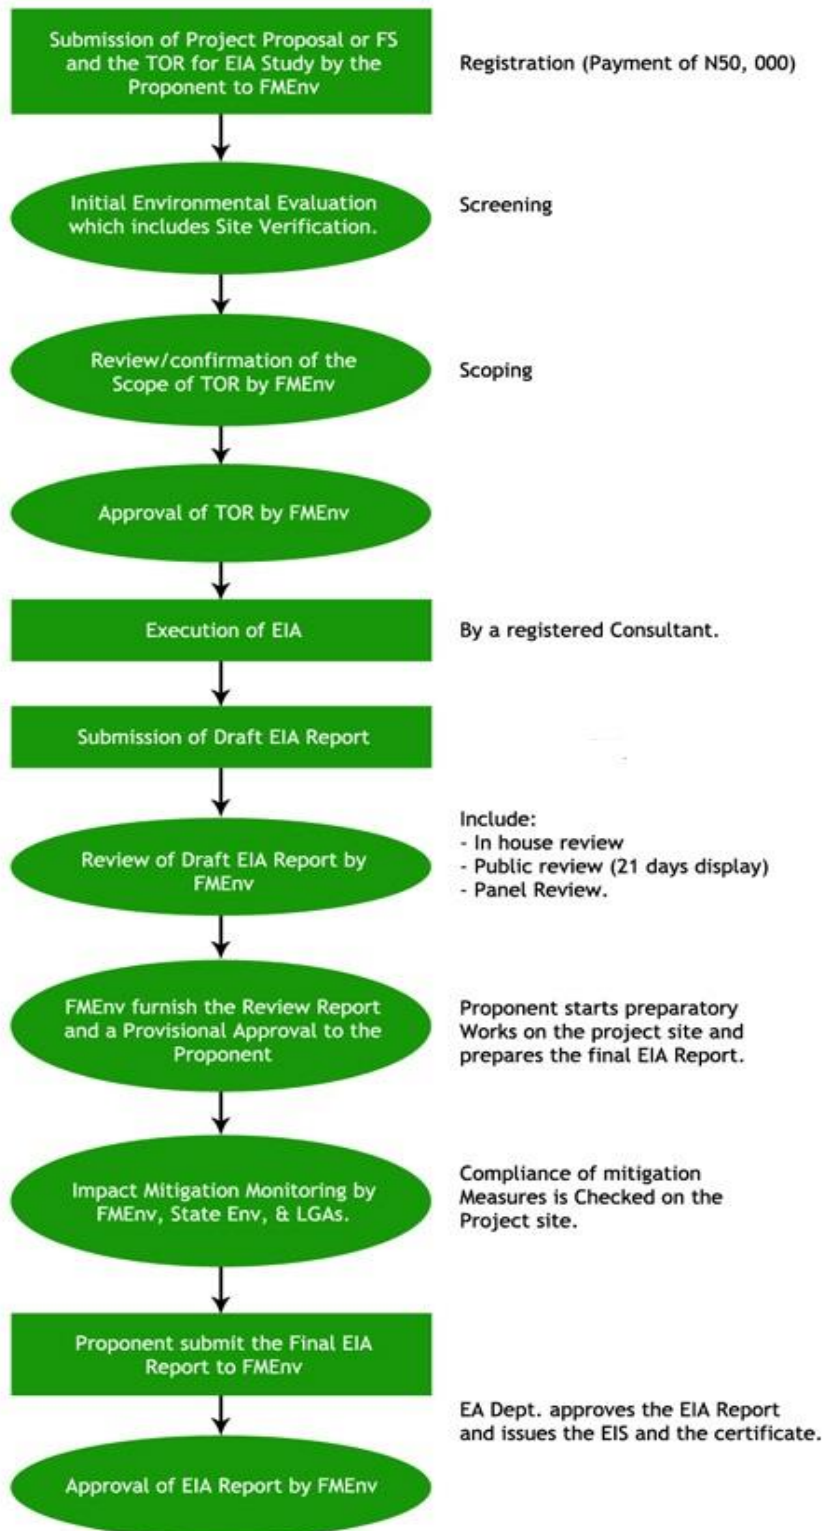 Submission of Project Proposal or FS
and the TOR for EIA Study by the
Proponent to FMEnv
Registration (Payment of N50, 000)
Initial Environmental Evaluation
which includes Site Verification.
Screening
Review/confirmation of the
Scope of TOR by FMEnv
Scoping
Approval of TOR by FMEnv
Execution of EIA
By a registered Consultant.
Submission of Draft EIA Report
Review of Draft EIA Report by
FMEnv
Include:
- In house review
- Public review (21 days display)
- Panel Review.
FMEnv furnish the Review Report
and a Provisional Approval to the
Proponent
Proponent starts preparatory
Works on the project site and
prepares the final EIA Report.
Impact Mitigation Monitoring by
FMEnv, State Env, & LGAs.
Compliance of mitigation
Measures is Checked on the
Project site.
Proponent submit the Final EIA
Report to FMEnv
EA Dept. approves the EIA Report
and issues the EIS and the certificate.
Approval of EIA Report by FMEnv